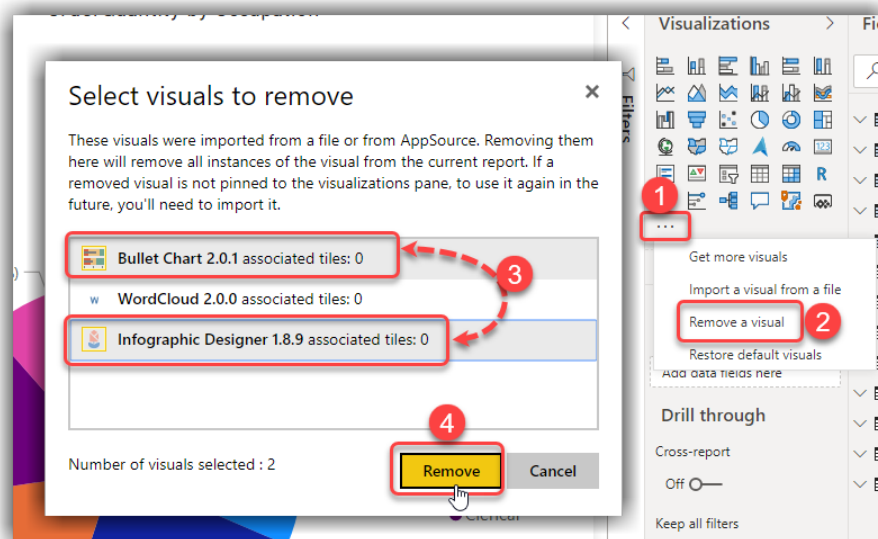 Order Quantity by Occupation
Visualizations
Fi
Filters
Select visuals to remove
These visuals were imported from a file or from AppSource. Removing them
here will remove all instances of the visual from the current report. If a
removed visual is not pinned to the visualizations pane, to use it again in the
future, you'll need to import it.
Bullet Chart 2.0.1 associated tiles: 0
3
W WordCloud 2.0.0 associated tiles: 0
Infographic Designer 1.8.9 associated tiles: 0
4
Number of visuals selected : 2
Remove
Cancel
Clerical
123
R
1
...
Get more visuals
Import a visual from a file
Remove a visual
2
Restore default visuals
Add data fields here
Drill through
Cross-report
Off
Keep all filters